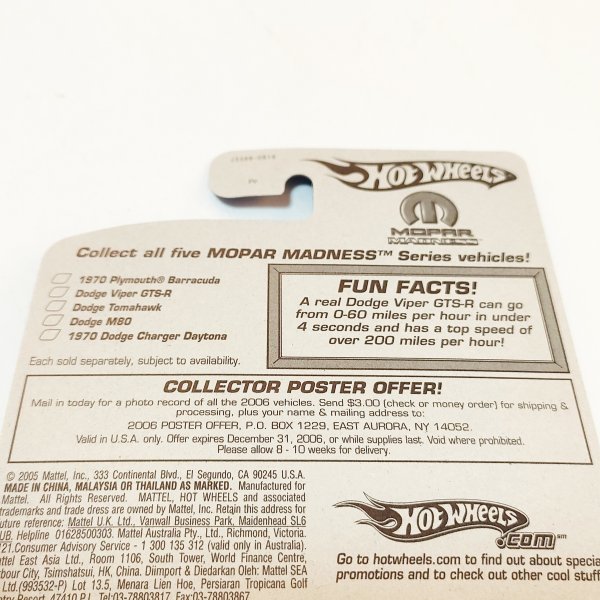 HOT WHEELS
MOPAR
MADNESS™
Collect all five MOPAR MADNESS™ Series vehicles!
1970 Plymouth® Barracuda
Dodge Viper GTS-R
Dodge Tomahawk
Dodge M80
1970 Dodge Charger Daytona
Each sold separately, subject to availability.
FUN FACTS!
A real Dodge Viper GTS-R can go
from 0-60 miles per hour in under
4 seconds and has a top speed of
over 200 miles per hour!
COLLECTOR POSTER OFFER!
Mail in today for a photo record of all the 2006 vehicles. Send $3.00 (check or money order) for shipping &
processing, plus your name & mailing address to:
2006 POSTER OFFER, P.O. BOX 1229, EAST AURORA, NY 14052.
Valid in U.S.A. only. Offer expires December 31, 2006, or while supplies last. Void where prohibited.
Please allow 8 - 10 weeks for delivery.
© 2005 Mattel, Inc., 333 Continental Blvd., El Segundo, CA 90245 U.S.A.
MADE IN CHINA, MALAYSIA OR THAILAND AS MARKED. Manufactured for
Mattel. All Rights Reserved. MATTEL, HOT WHEELS and associated
trademarks and trade dress are owned by Mattel, Inc. Retain this address for
future reference: Mattel U.K. Ltd., Vanwall Business Park, Maidenhead SL6
Helpline 01628500303. Mattel Australia Pty., Ltd., Richmond, Victoria.
Consumer Advisory Service - 1 300 135 312 (valid only in Australia).
Mattel East Asia Ltd., Room 1106, South Tower, World Finance Centre,
Harbour City, Tsimshatsui, HK, China. Diimport & Diedarkan Oleh: Mattel SEA
Ltd.(993532-P) Lot 13.5, Menara Lien Hoe, Persiaran Tropicana Golf
47410 PJ. Tel:03-78803817, Fax:03-78803867
HOT WHEELS
.COM℠
Go to hotwheels.com to find out about special
promotions and to check out other cool stuff